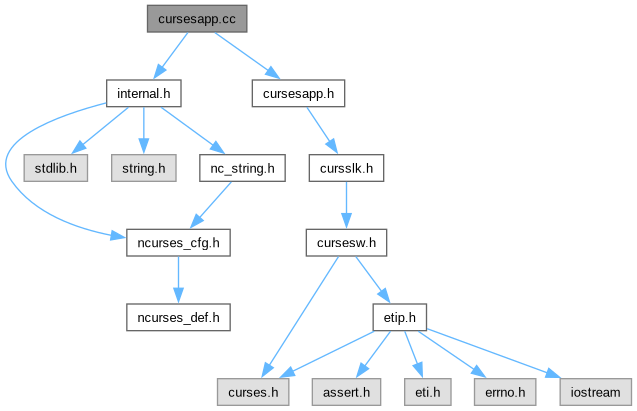 cursesapp.cc
internal.h
cursesapp.h
stdlib.h
string.h
nc_string.h
cursslk.h
ncurses_cfg.h
cursesw.h
ncurses_def.h
etip.h
curses.h
assert.h
eti.h
errno.h
iostream